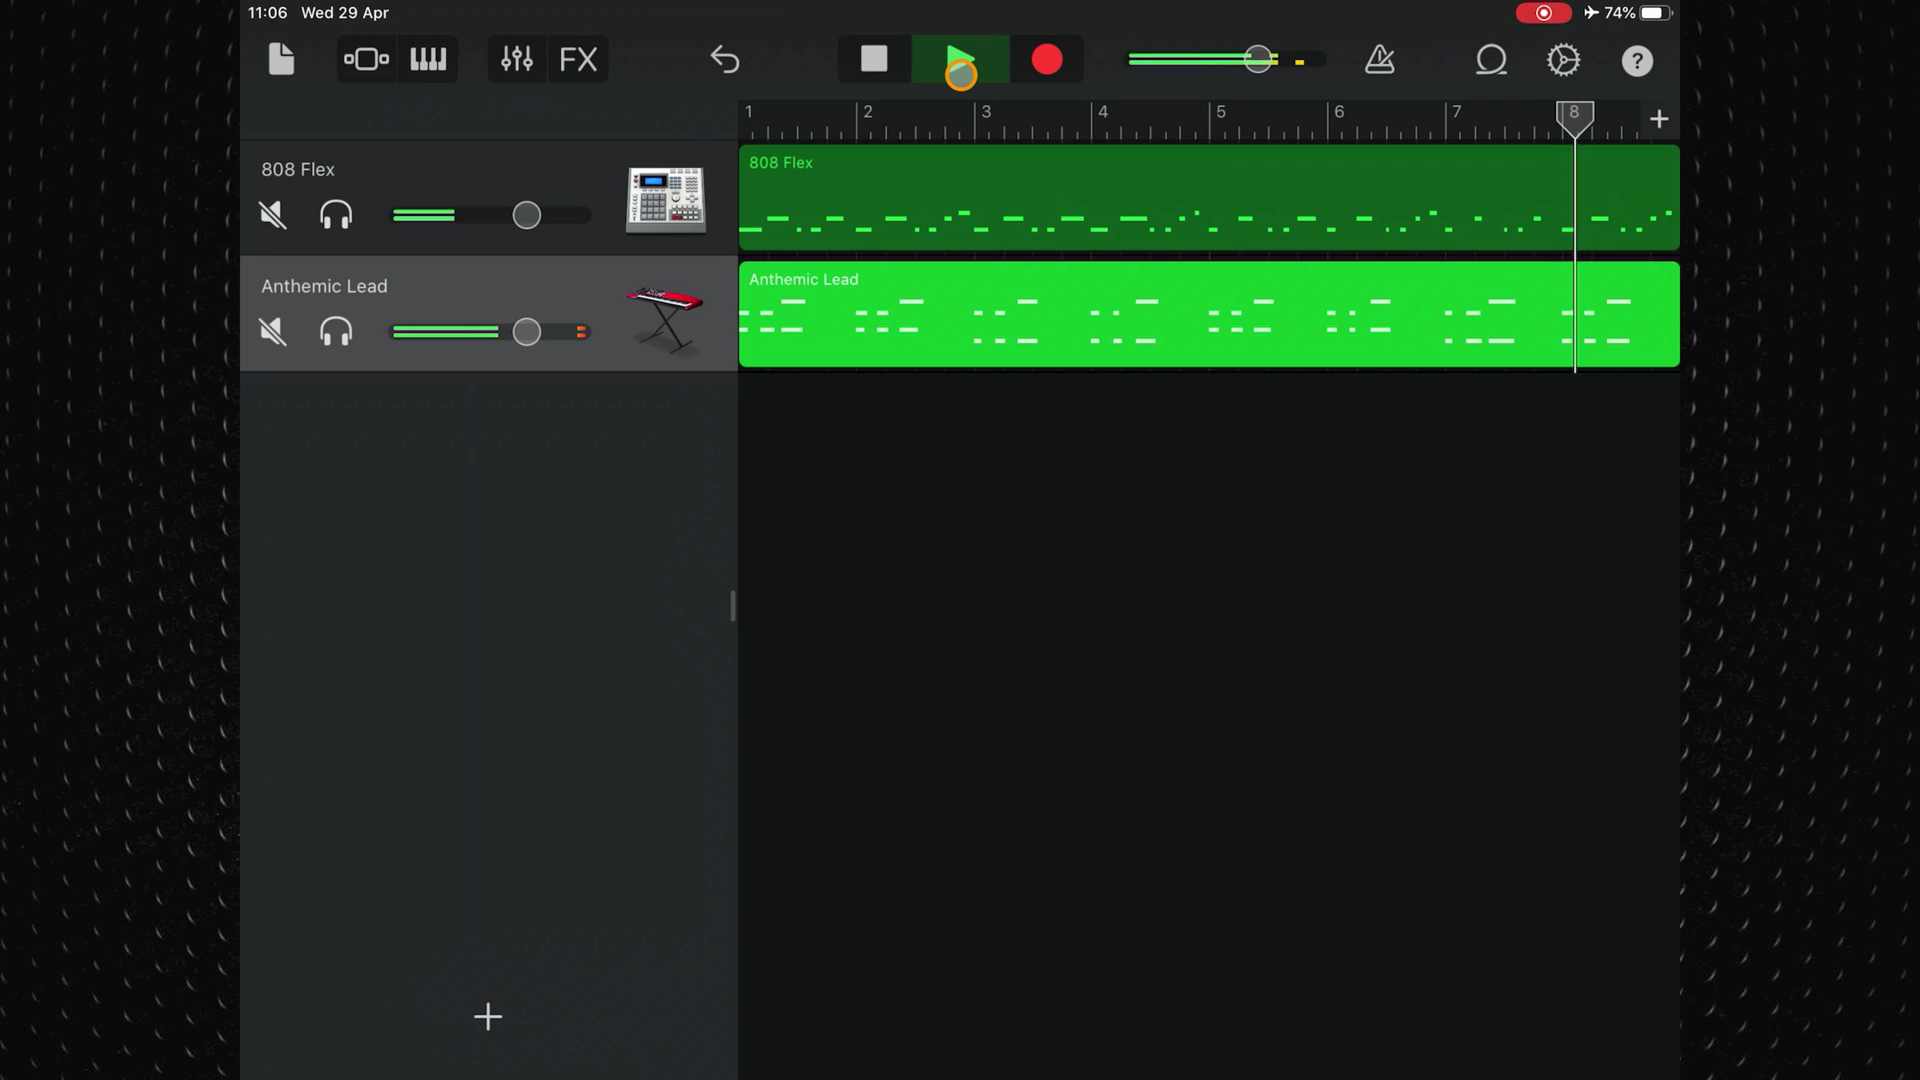 11:06 Wed 29 Apr 74%
FX ?
1 2 3 4 5 6 7 8
808 Flex
808 Flex
Anthemic Lead
Anthemic Lead